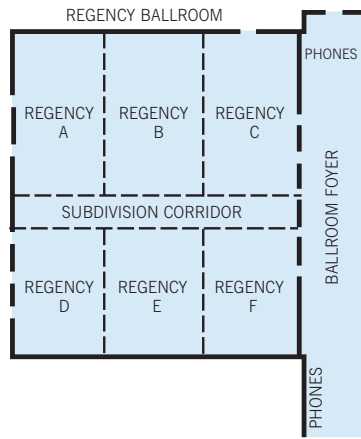 REGENCY BALLROOM
PHONES
REGENCY
A
REGENCY
B
REGENCY
C
SUBDIVISION CORRIDOR
BALLROOM FOYER
REGENCY
D
REGENCY
E
REGENCY
F
PHONES